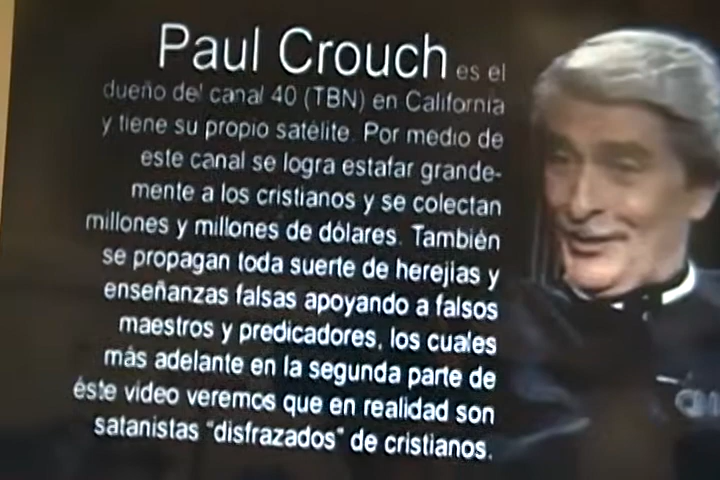 Paul Crouch es el
dueño del canal 40 (TBN) en California
y tiene su propio satélite. Por medio de
este canal se logra estafar grande-
mente a los cristianos y se colectan
millones y millones de dólares. También
se propagan toda suerte de herejías y
enseñanzas falsas apoyando a falsos
maestros y predicadores, los cuales
más adelante en la segunda parte de
éste video veremos que en realidad son
satanistas "disfrazados" de cristianos.